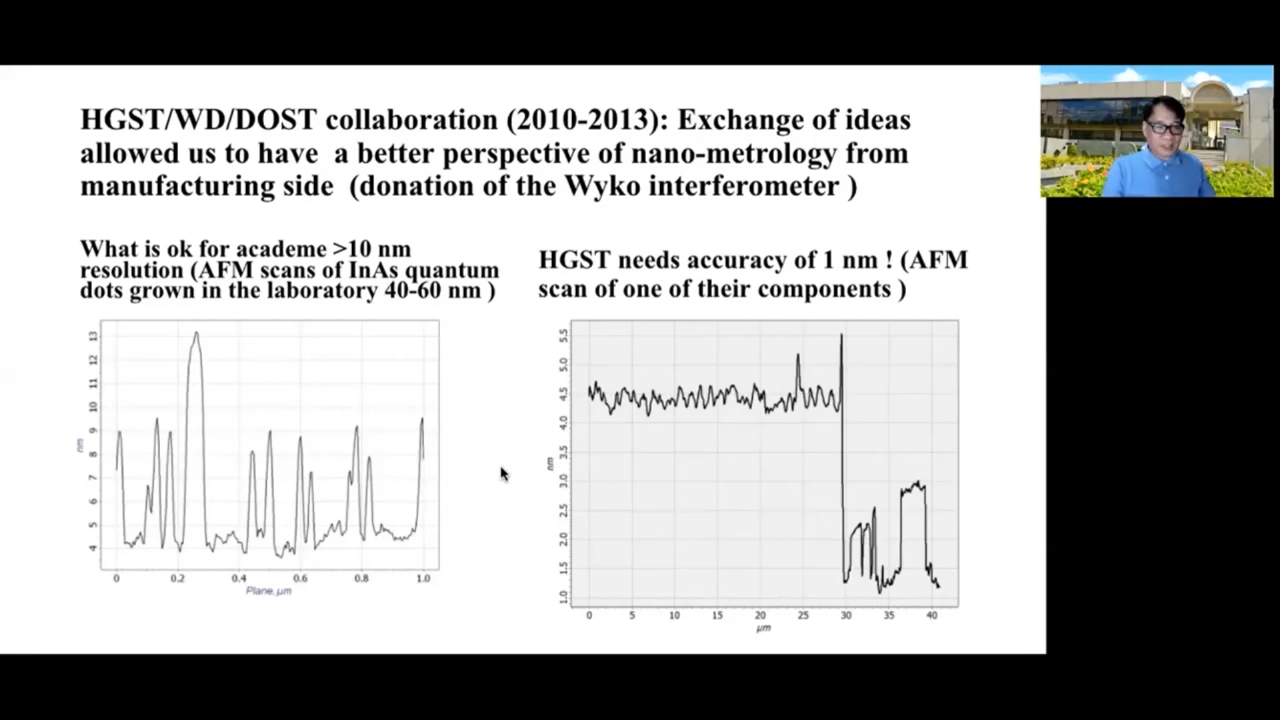 HGST/WD/DOST collaboration (2010-2013): Exchange of ideas
allowed us to have  a better perspective of nano-metrology from
manufacturing side  (donation of the Wyko interferometer )
What is ok for academe >10 nm
resolution (AFM scans of InAs quantum
dots grown in the laboratory 40-60 nm )
HGST needs accuracy of 1 nm ! (AFM
scan of one of their components )
13
12
11
10
9
8
7
6
5
4
nm
0 0.2 0.4 0.6 0.8 1.0
Plane, µm
5.5
5.0
4.5
4.0
3.5
3.0
2.5
2.0
1.5
1.0
nm
0 5 10 15 20 25 30 35 40
µm